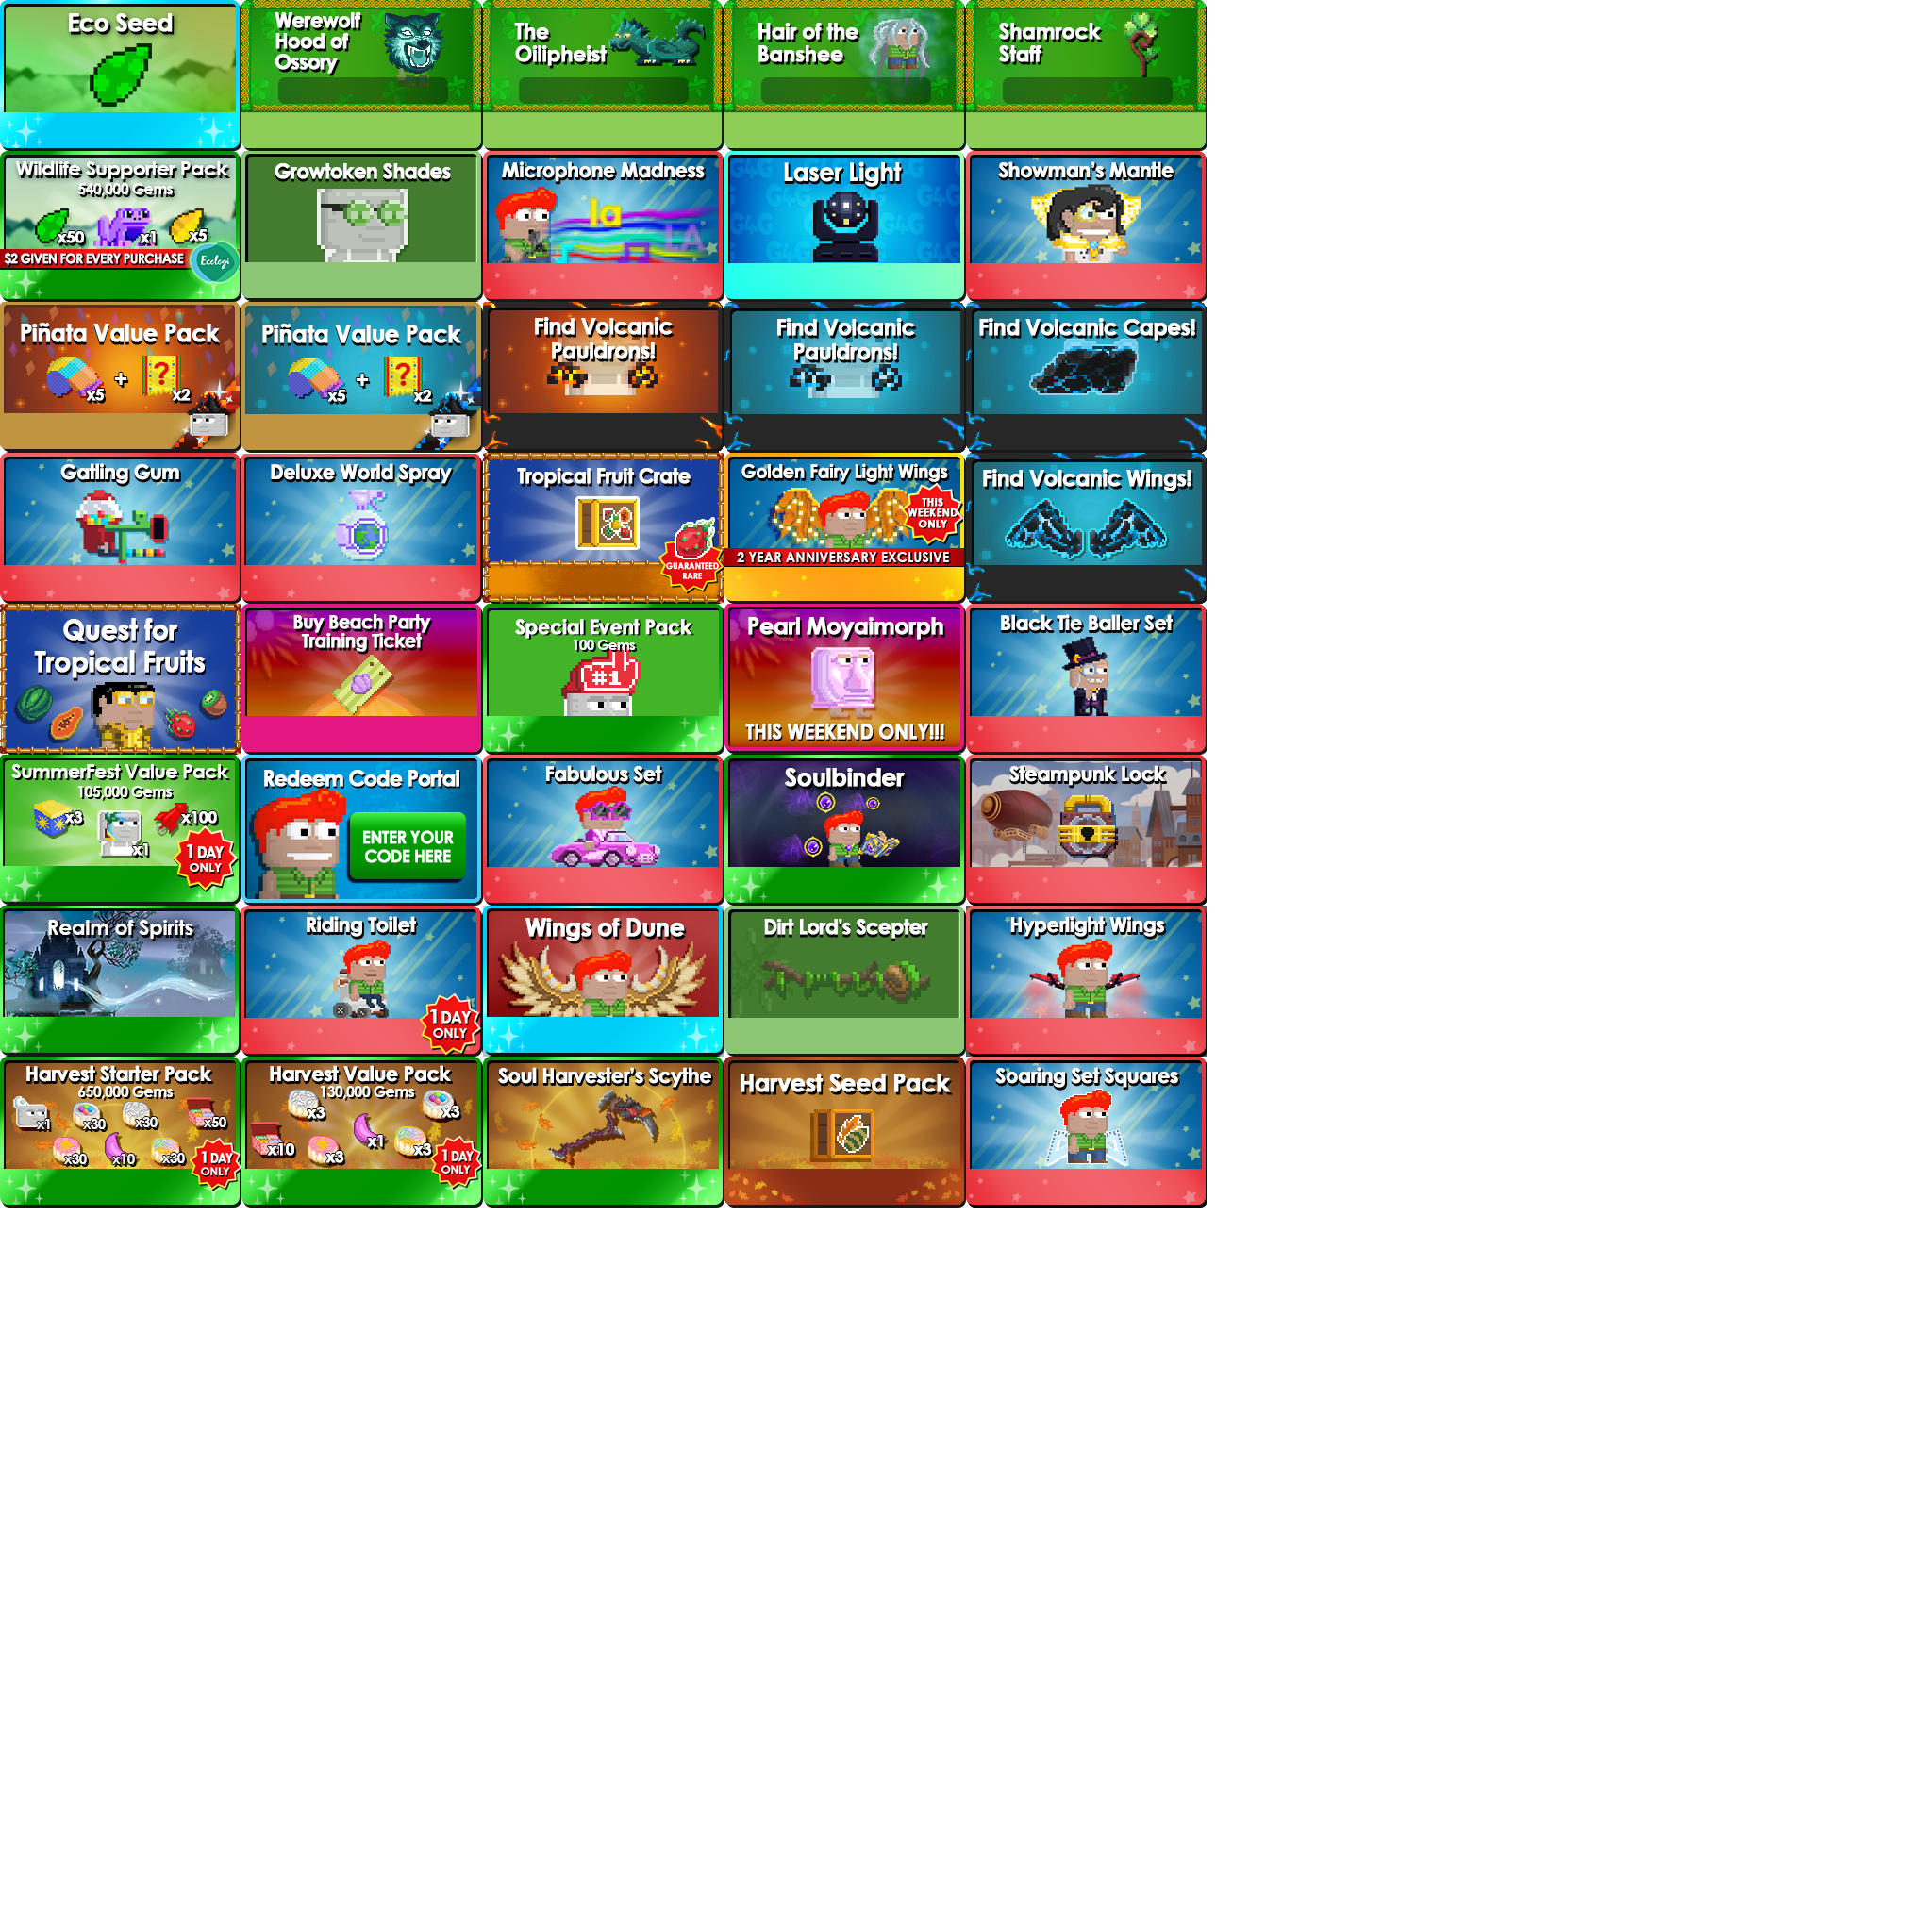 Eco Seed
Werewolf
Hood of
Ossory
The
Oilipheist
Hair of the
Banshee
Shamrock
Staff
Wildlife Supporter Pack
540,000 Gems
x50
x1
x5
$2 GIVEN FOR EVERY PURCHASE
Ecologi
Growtoken Shades
Microphone Madness
la
LA
Laser Light
G4G G4G
G4G G4G
Showman's Mantle
Piñata Value Pack
x5
+
?
x2
Piñata Value Pack
x5
+
?
x2
Find Volcanic
Pauldrons!
Find Volcanic
Pauldrons!
Find Volcanic Capes!
Gatling Gum
Deluxe World Spray
Tropical Fruit Crate
GUARANTEED
RARE
Golden Fairy Light Wings
THIS
WEEKEND
ONLY
2 YEAR ANNIVERSARY EXCLUSIVE
Find Volcanic Wings!
Quest for
Tropical Fruits
Buy Beach Party
Training Ticket
Special Event Pack
100 Gems
#1
Pearl Moyaimorph
THIS WEEKEND ONLY!!!
Black Tie Baller Set
SummerFest Value Pack
105,000 Gems
x3
x1
x100
1 DAY
ONLY
Redeem Code Portal
ENTER YOUR
CODE HERE
Fabulous Set
Soulbinder
Steampunk Lock
Realm of Spirits
Riding Toilet
1 DAY
ONLY
Wings of Dune
Dirt Lord's Scepter
Hyperlight Wings
Harvest Starter Pack
650,000 Gems
x1
x30
x30
x50
x30
x10
x30
1 DAY
ONLY
Harvest Value Pack
130,000 Gems
x3
x3
x10
x3
x1
x3
1 DAY
ONLY
Soul Harvester's Scythe
Harvest Seed Pack
Soaring Set Squares